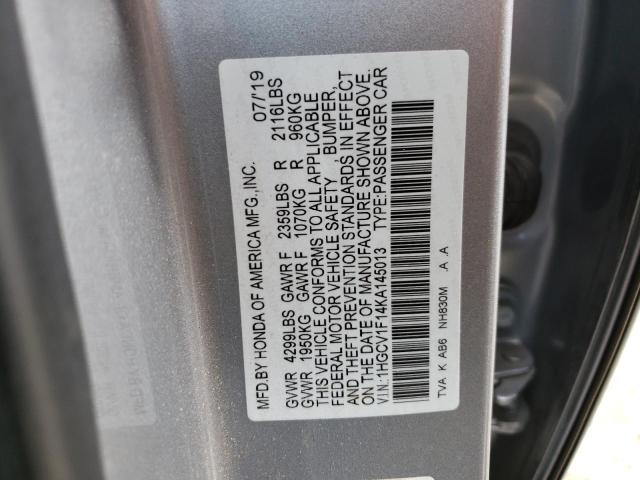 MFD.BY HONDA OF AMERICA MFG.,INC. 07/'19
GVWR 4299LBS GAWR F 2359LBS R 2116LBS
GVWR 1950KG GAWR F 1070KG R 960KG
THIS VEHICLE CONFORMS TO ALL APPLICABLE
FEDERAL MOTOR VEHICLE SAFETY BUMPER,
AND THEFT PREVENTION STANDARDS IN EFFECT
ON THE DATE OF MANUFACTURE SHOWN ABOVE.
V.I.N.:1HGCV1F14KA145013 TYPE:PASSENGER CAR
TVA K AB6 NH830M .A .A